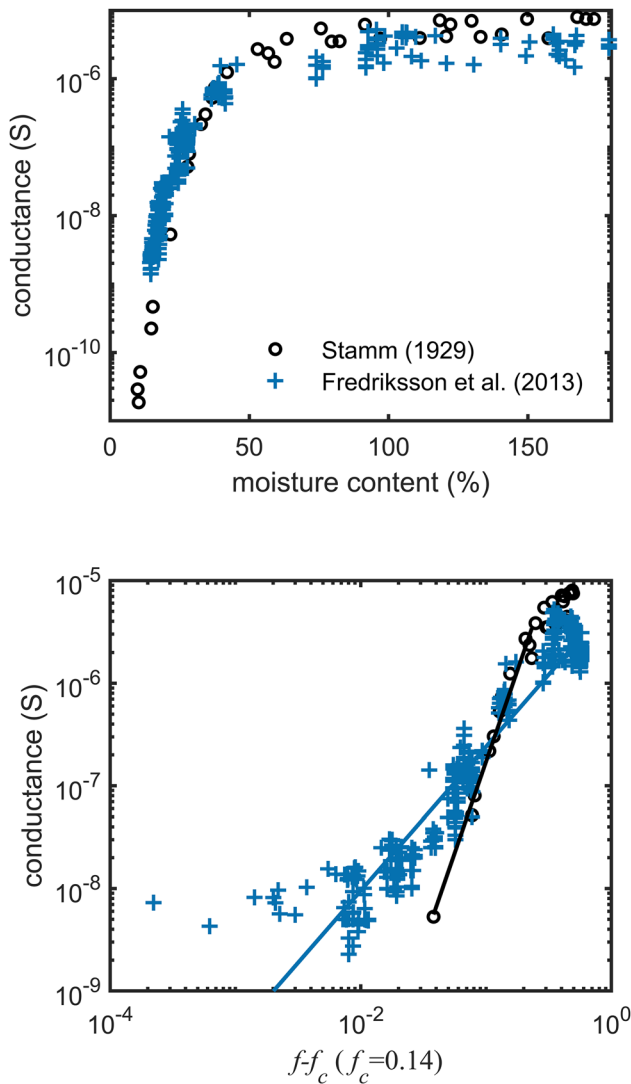 10^-6
10^-8
10^-10
conductance (S)
Stamm (1929)
Fredriksson et al. (2013)
0 50 100 150
moisture content (%)
10^-5
10^-6
10^-7
10^-8
10^-9
conductance (S)
10^-4 10^-2 10^0
f-f_c ( f_c=0.14)